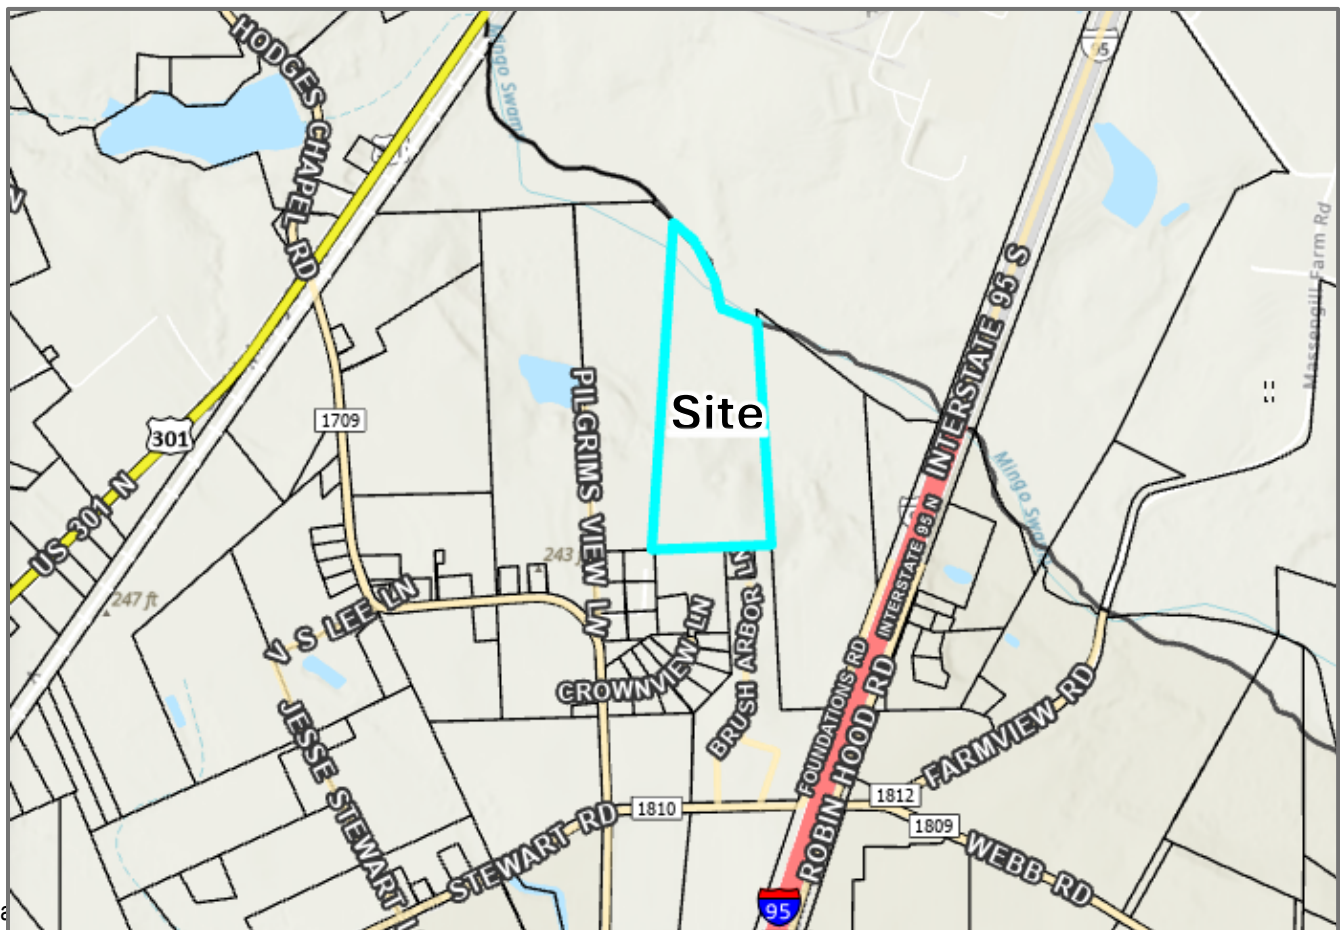 HODGES CHAPEL RD
Mingo Swamp
95
Massengill Farm Rd
INTERSTATE 95 S
Site
PILGRIMS VIEW LN
1709
301
US 301 N
INTERSTATE 95 N
Mingo Swamp
243 f
247 ft
V S LEE LN
CROWNVIEW LN
BRUSH ARBOR LN
FOUNDATIONS RD
ROBIN HOOD RD
FARMVIEW RD
JESSE STEWART L
STEWART RD
1810
1812
1809
WEBB RD
95